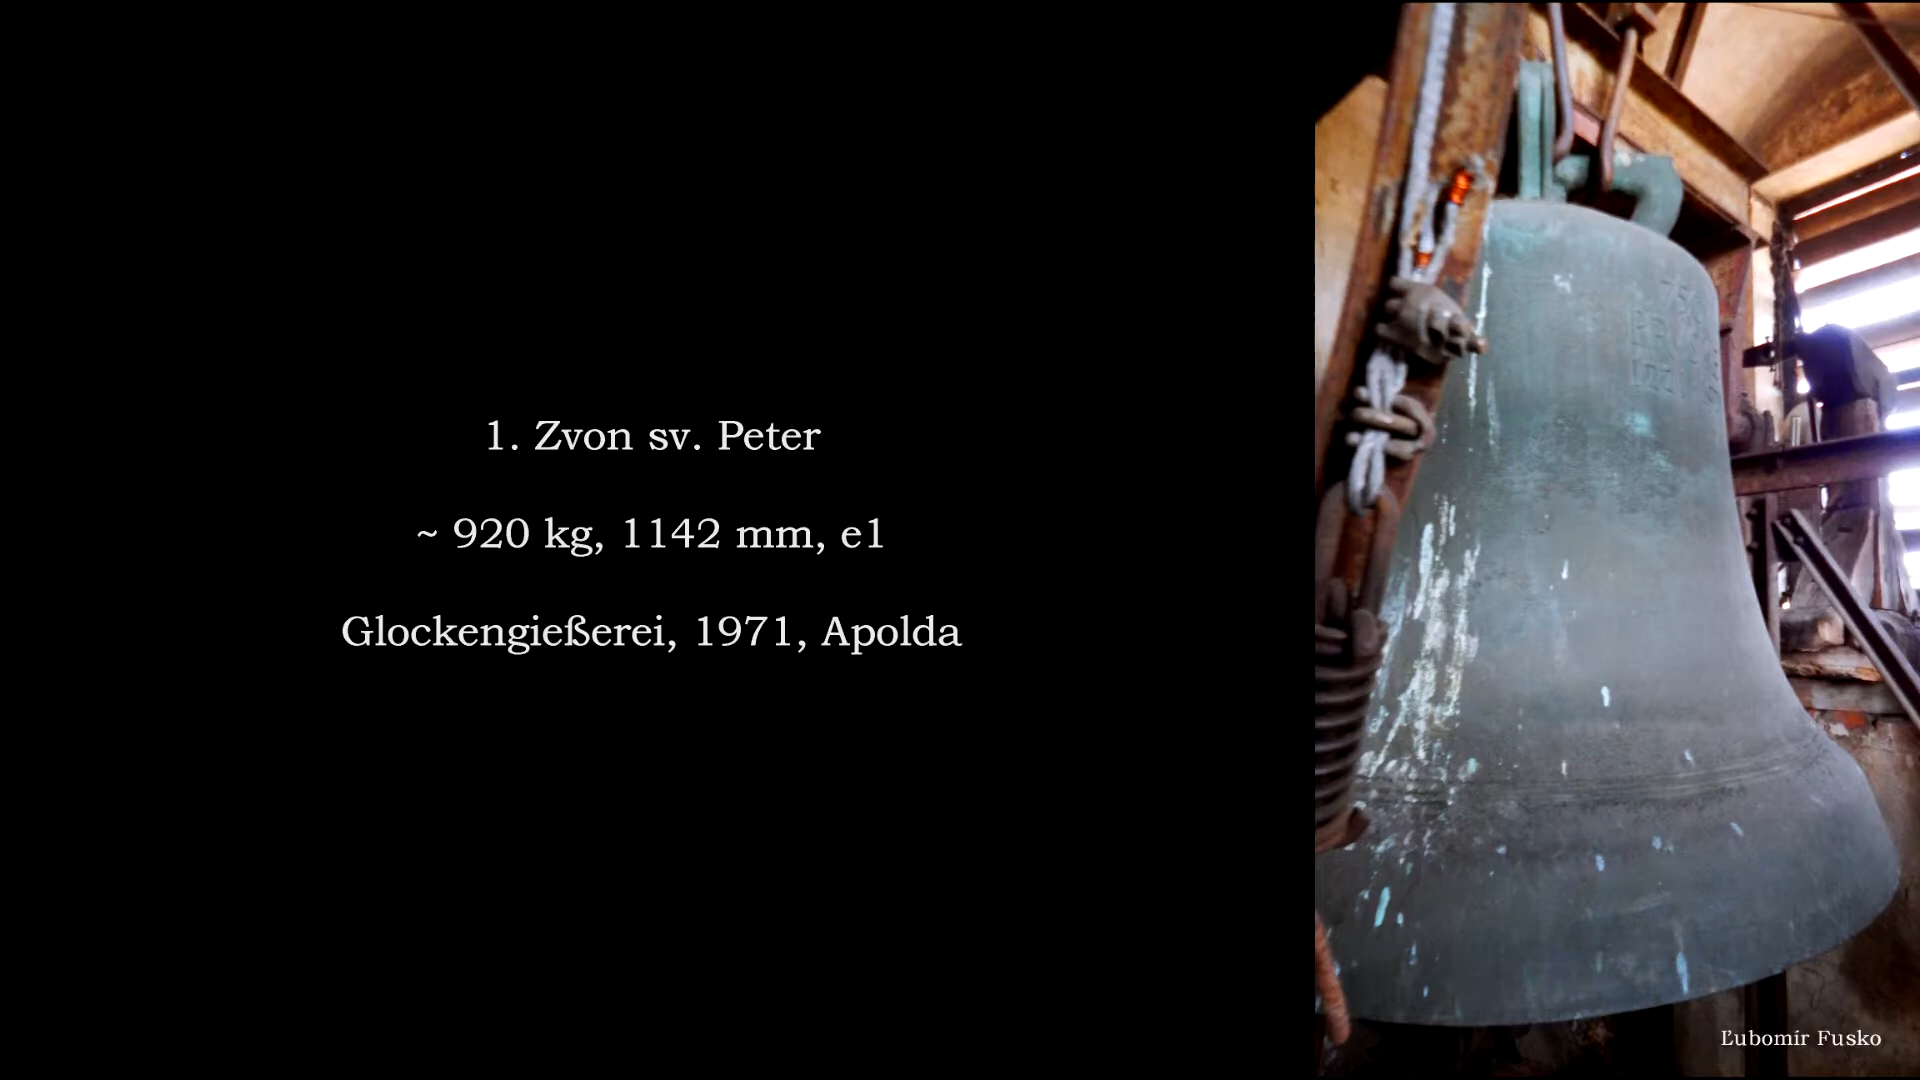 1. Zvon sv. Peter
~ 920 kg, 1142 mm, e1
Glockengießerei, 1971, Apolda
Ľubomír Fusko